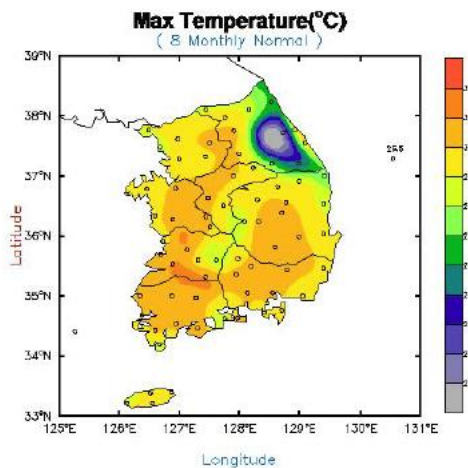 Max Temperature(°C)
( 8 Monthly Normal )
39°N
38°N
37°N
36°N
35°N
34°N
33°N
125°E 126°E 127°E 128°E 129°E 130°E 131°E
Latitude
Longitude